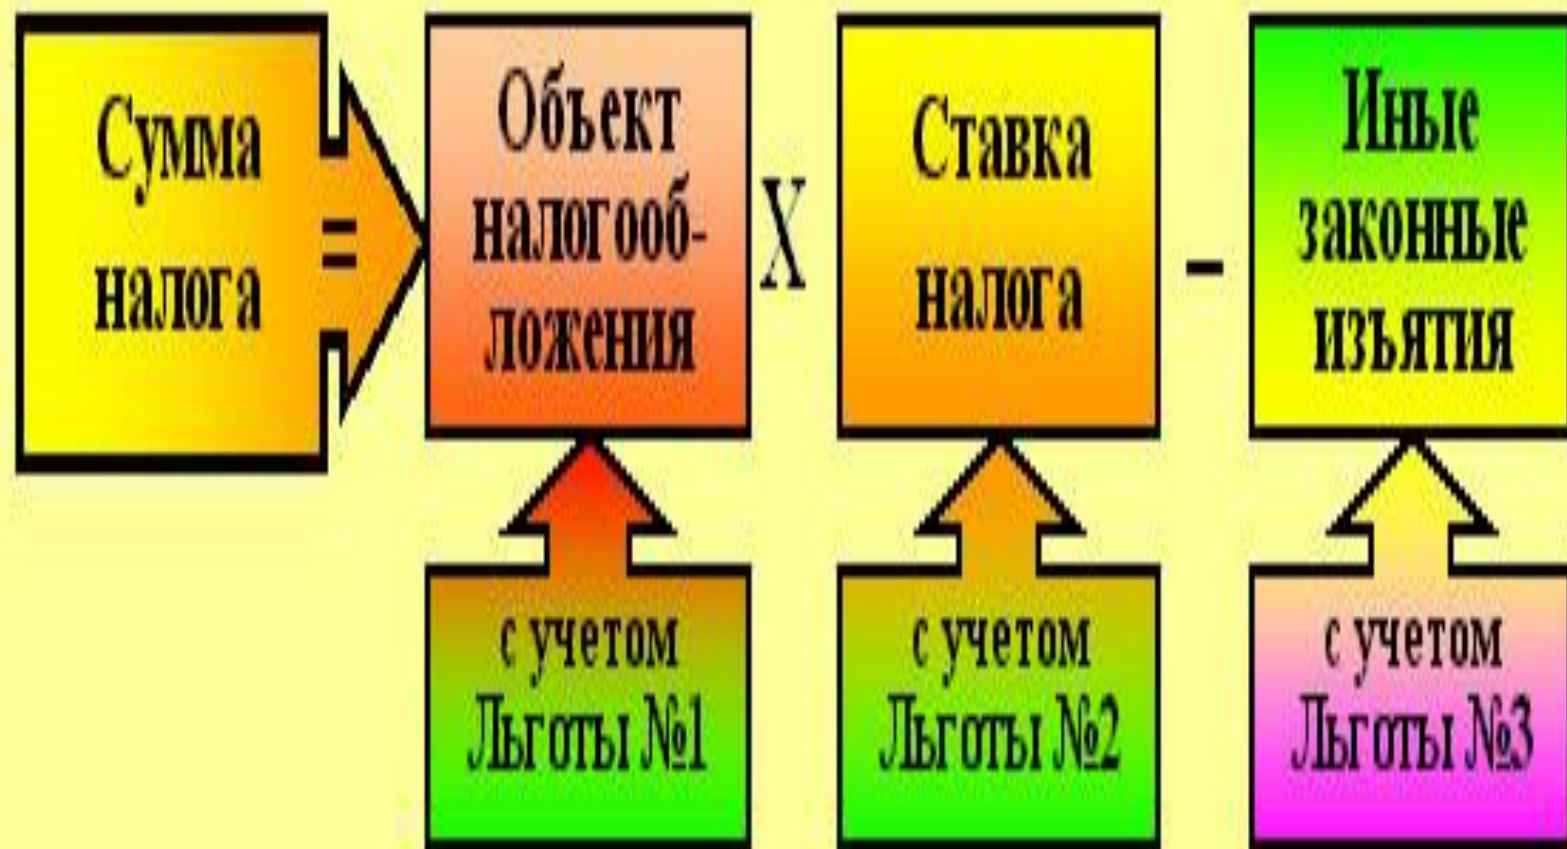 Сумма
налога
=
Объект
налогооб-
ложения
X
Ставка
налога
–
Иные
законные
изъятия
с учетом
Льготы №1
с учетом
Льготы №2
с учетом
Льготы №3